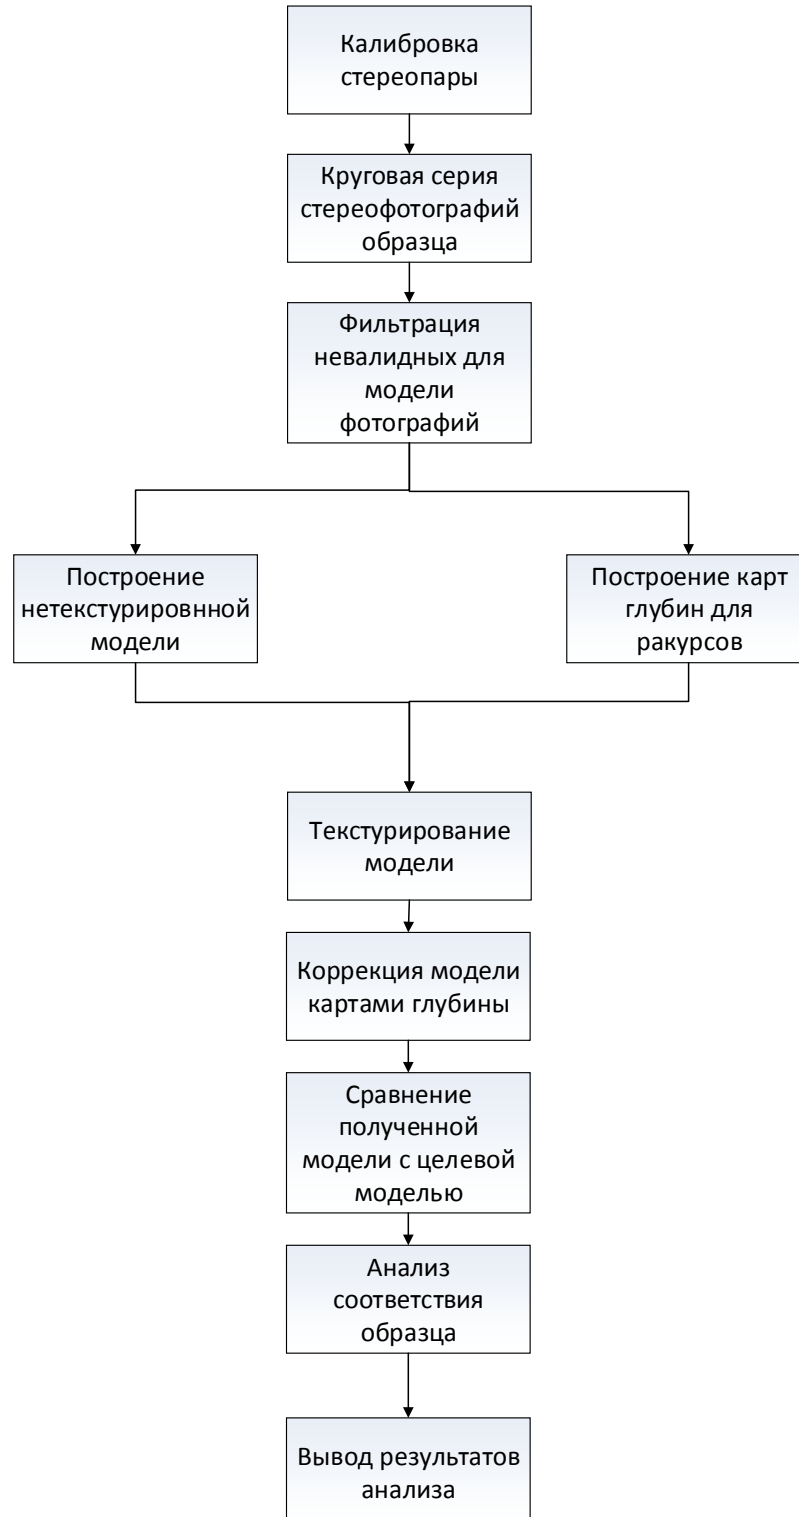 Калибровка
стереопары
Круговая серия
стереофотографий
образца
Фильтрация
невалидных для
модели
фотографий
Построение
нетекстурировнной
модели
Построение карт
глубин для
ракурсов
Текстурирование
модели
Коррекция модели
картами глубины
Сравнение
полученной
модели с целевой
моделью
Анализ
соответствия
образца
Вывод результатов
анализа